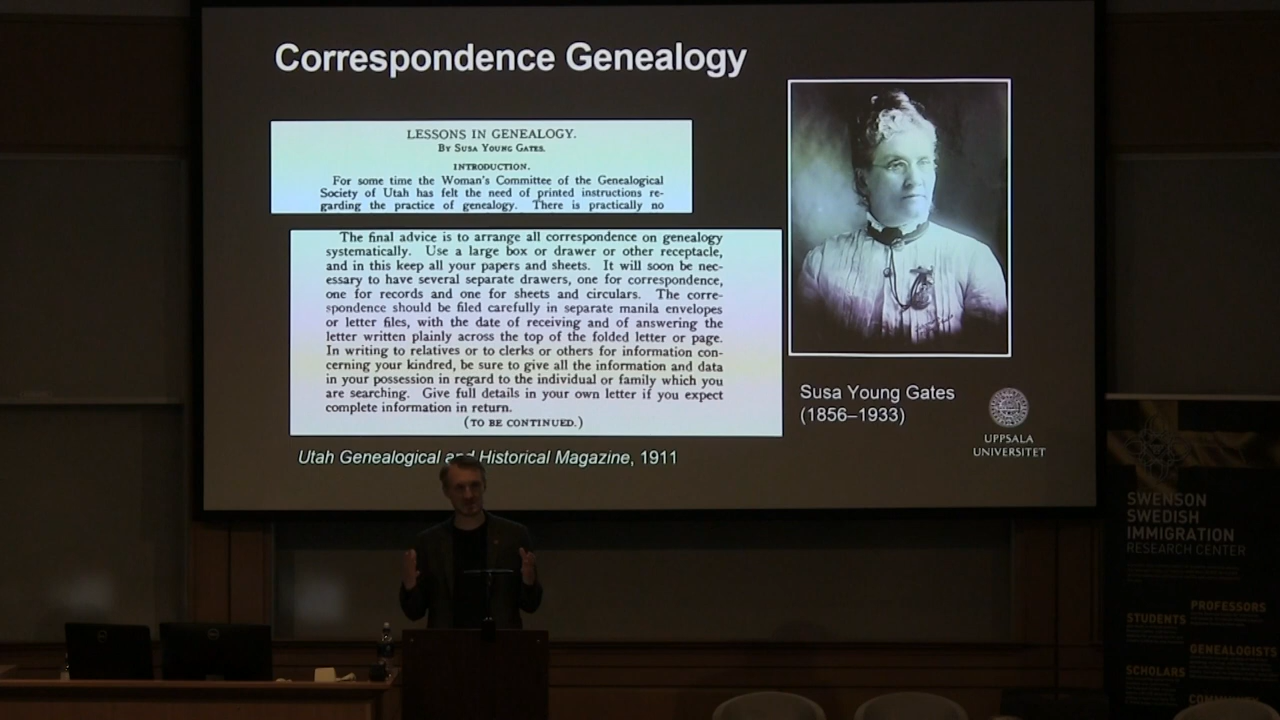 Correspondence Genealogy
LESSONS IN GENEALOGY.
BY SUSA YOUNG GATES.
INTRODUCTION.
For some time the Woman's Committee of the Genealogical
Society of Utah has felt the need of printed instructions re-
garding the practice of genealogy. There is practically no
The final advice is to arrange all correspondence on genealogy
systematically. Use a large box or drawer or other receptacle,
and in this keep all your papers and sheets. It will soon be nec-
essary to have several separate drawers, one for correspondence,
one for records and one for sheets and circulars. The corre-
spondence should be filed carefully in separate manila envelopes
or letter files, with the date of receiving and of answering the
letter written plainly across the top of the folded letter or page.
In writing to relatives or to clerks or others for information con-
cerning your kindred, be sure to give all the information and data
in your possession in regard to the individual or family which you
are searching. Give full details in your own letter if you expect
complete information in return.
(TO BE CONTINUED.)
Utah Genealogical and Historical Magazine, 1911
Susa Young Gates
(1856–1933)
UPPSALA
UNIVERSITET
SWENSON
SWEDISH
IMMIGRATION
RESEARCH CENTER
PROFESSORS
STUDENTS
GENEALOGISTS
SCHOLARS